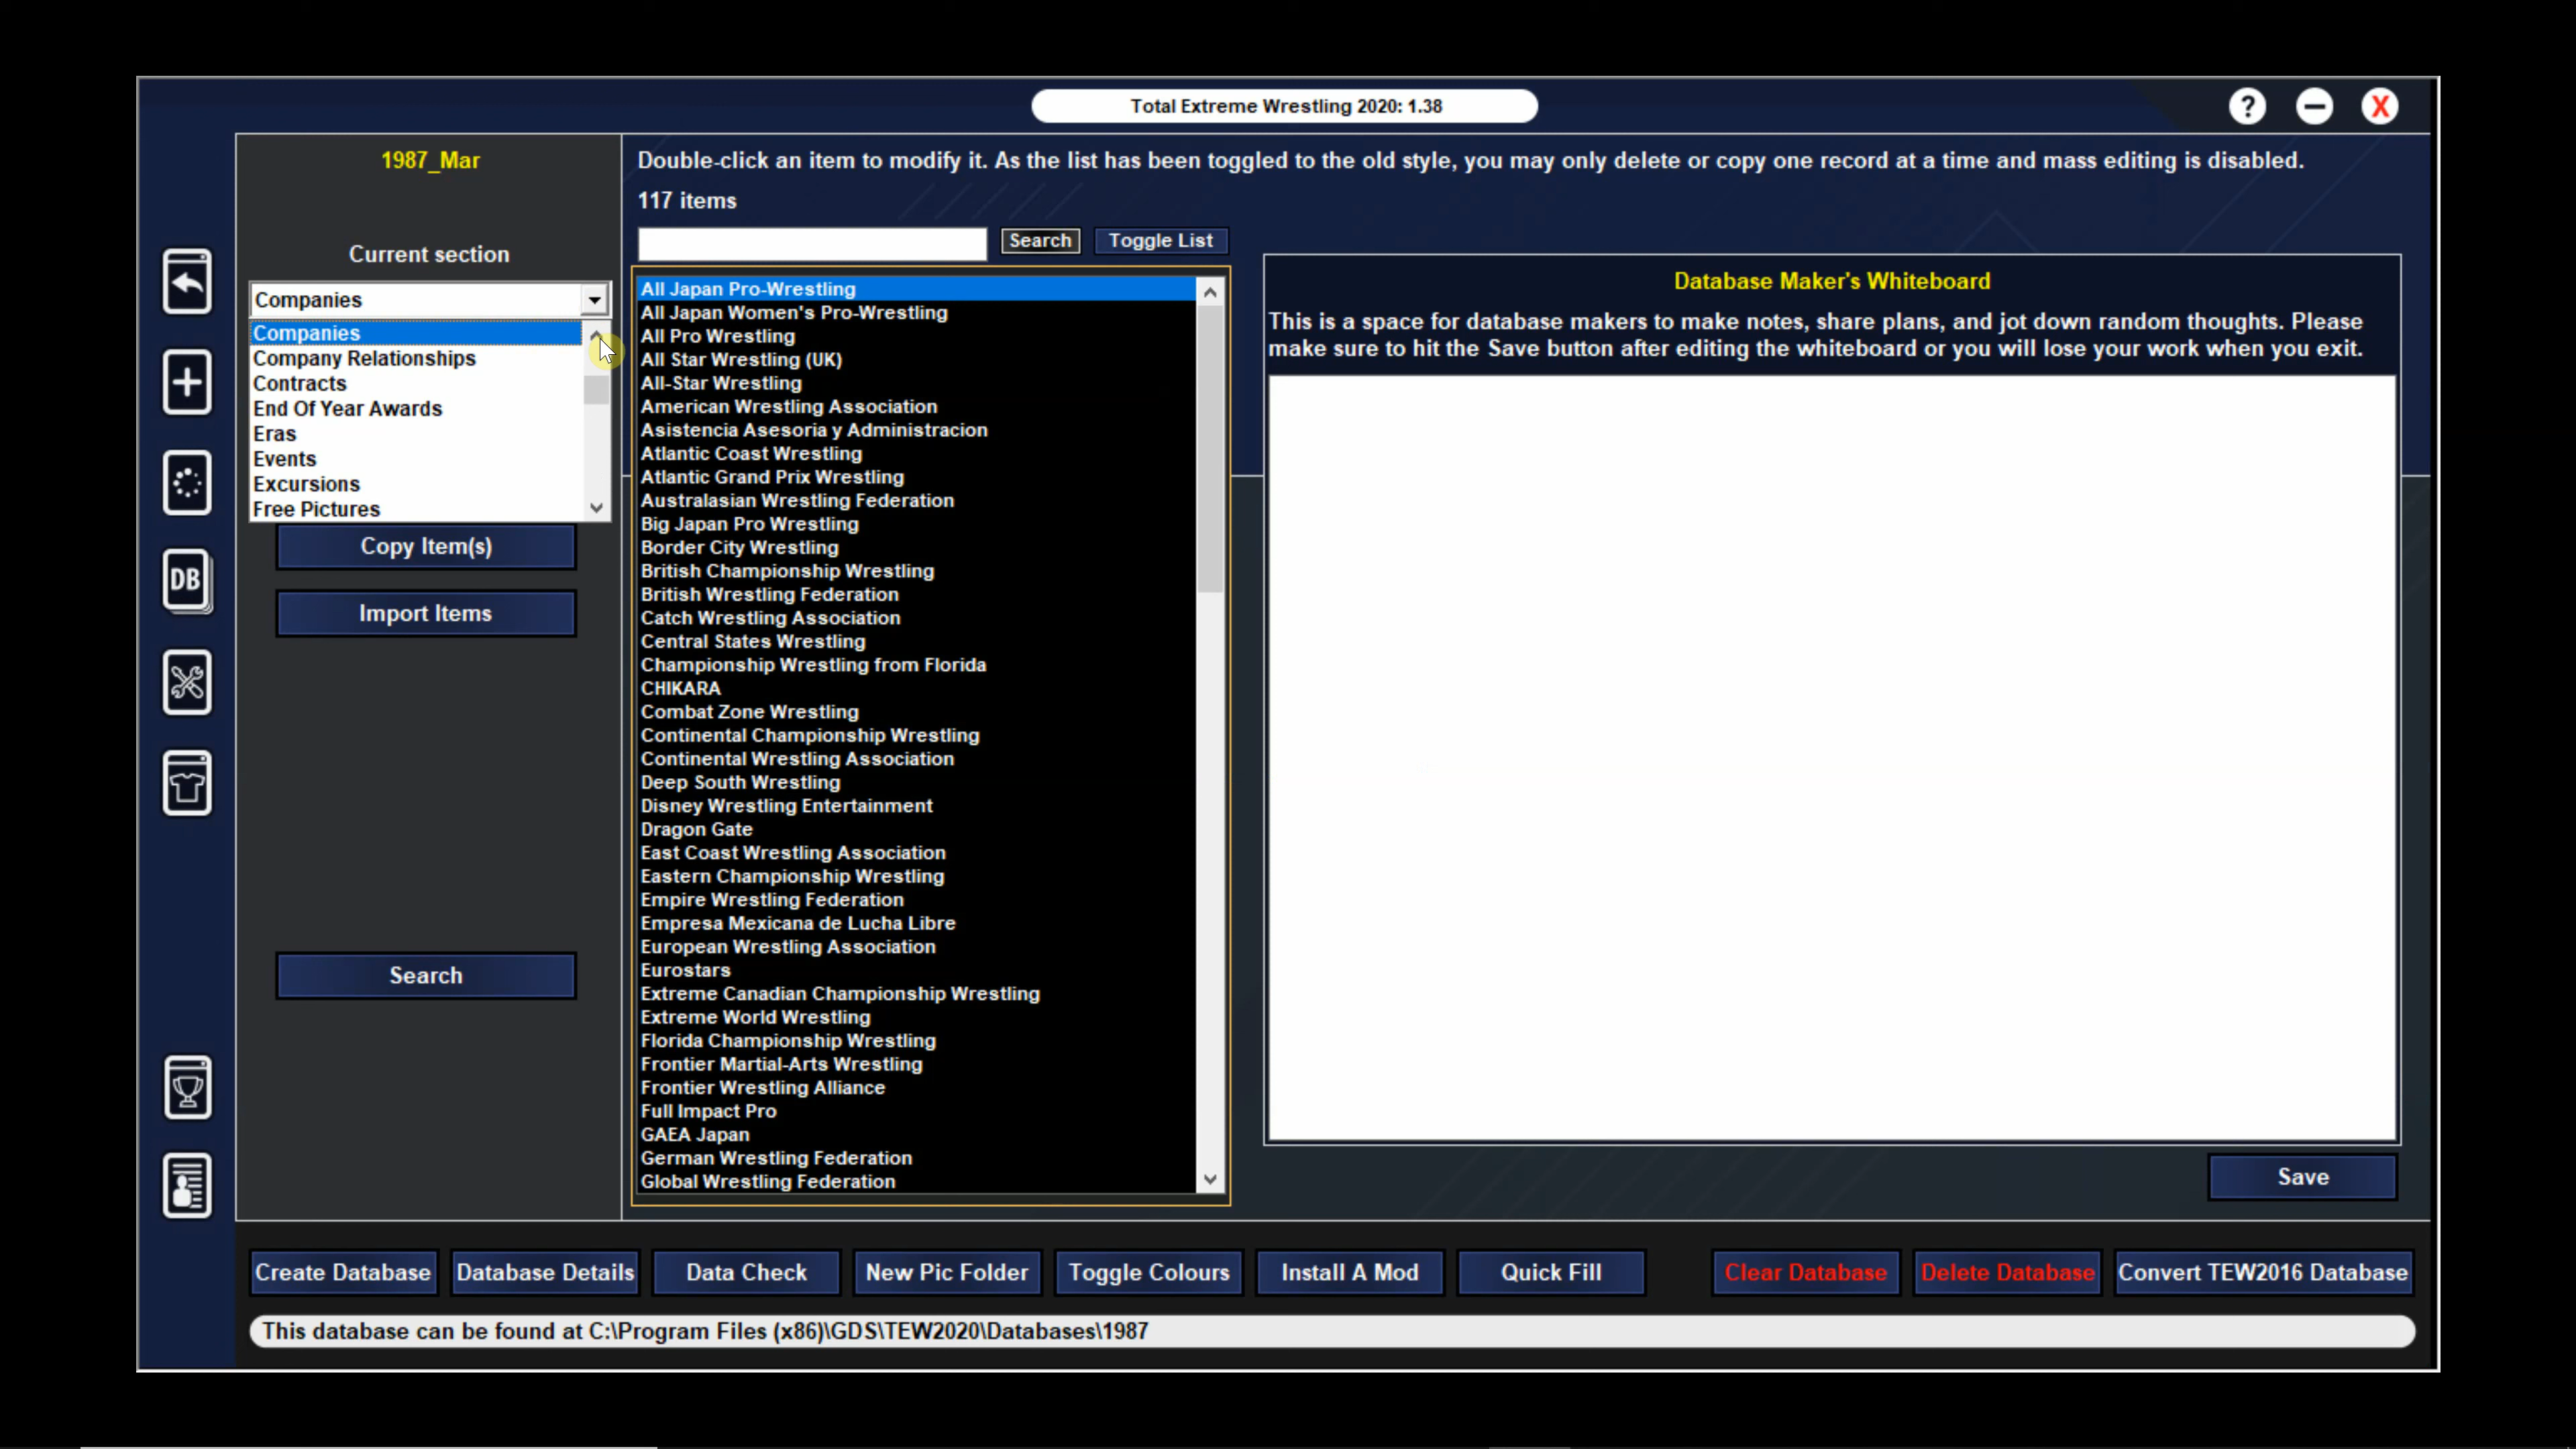 Total Extreme Wrestling 2020: 1.38
?
X
1987_Mar
Double-click an item to modify it. As the list has been toggled to the old style, you may only delete or copy one record at a time and mass editing is disabled.
117 items
Current section
Search
Toggle List
Companies
Companies
Company Relationships
Contracts
End Of Year Awards
Eras
Events
Excursions
Free Pictures
Copy Item(s)
Import Items
Search
DB
All Japan Pro-Wrestling
All Japan Women's Pro-Wrestling
All Pro Wrestling
All Star Wrestling (UK)
All-Star Wrestling
American Wrestling Association
Asistencia Asesoria y Administracion
Atlantic Coast Wrestling
Atlantic Grand Prix Wrestling
Australasian Wrestling Federation
Big Japan Pro Wrestling
Border City Wrestling
British Championship Wrestling
British Wrestling Federation
Catch Wrestling Association
Central States Wrestling
Championship Wrestling from Florida
CHIKARA
Combat Zone Wrestling
Continental Championship Wrestling
Continental Wrestling Association
Deep South Wrestling
Disney Wrestling Entertainment
Dragon Gate
East Coast Wrestling Association
Eastern Championship Wrestling
Empire Wrestling Federation
Empresa Mexicana de Lucha Libre
European Wrestling Association
Eurostars
Extreme Canadian Championship Wrestling
Extreme World Wrestling
Florida Championship Wrestling
Frontier Martial-Arts Wrestling
Frontier Wrestling Alliance
Full Impact Pro
GAEA Japan
German Wrestling Federation
Global Wrestling Federation
Database Maker's Whiteboard
This is a space for database makers to make notes, share plans, and jot down random thoughts. Please
make sure to hit the Save button after editing the whiteboard or you will lose your work when you exit.
Save
Create Database
Database Details
Data Check
New Pic Folder
Toggle Colours
Install A Mod
Quick Fill
Clear Database
Delete Database
Convert TEW2016 Database
This database can be found at C:\Program Files (x86)\GDS\TEW2020\Databases\1987